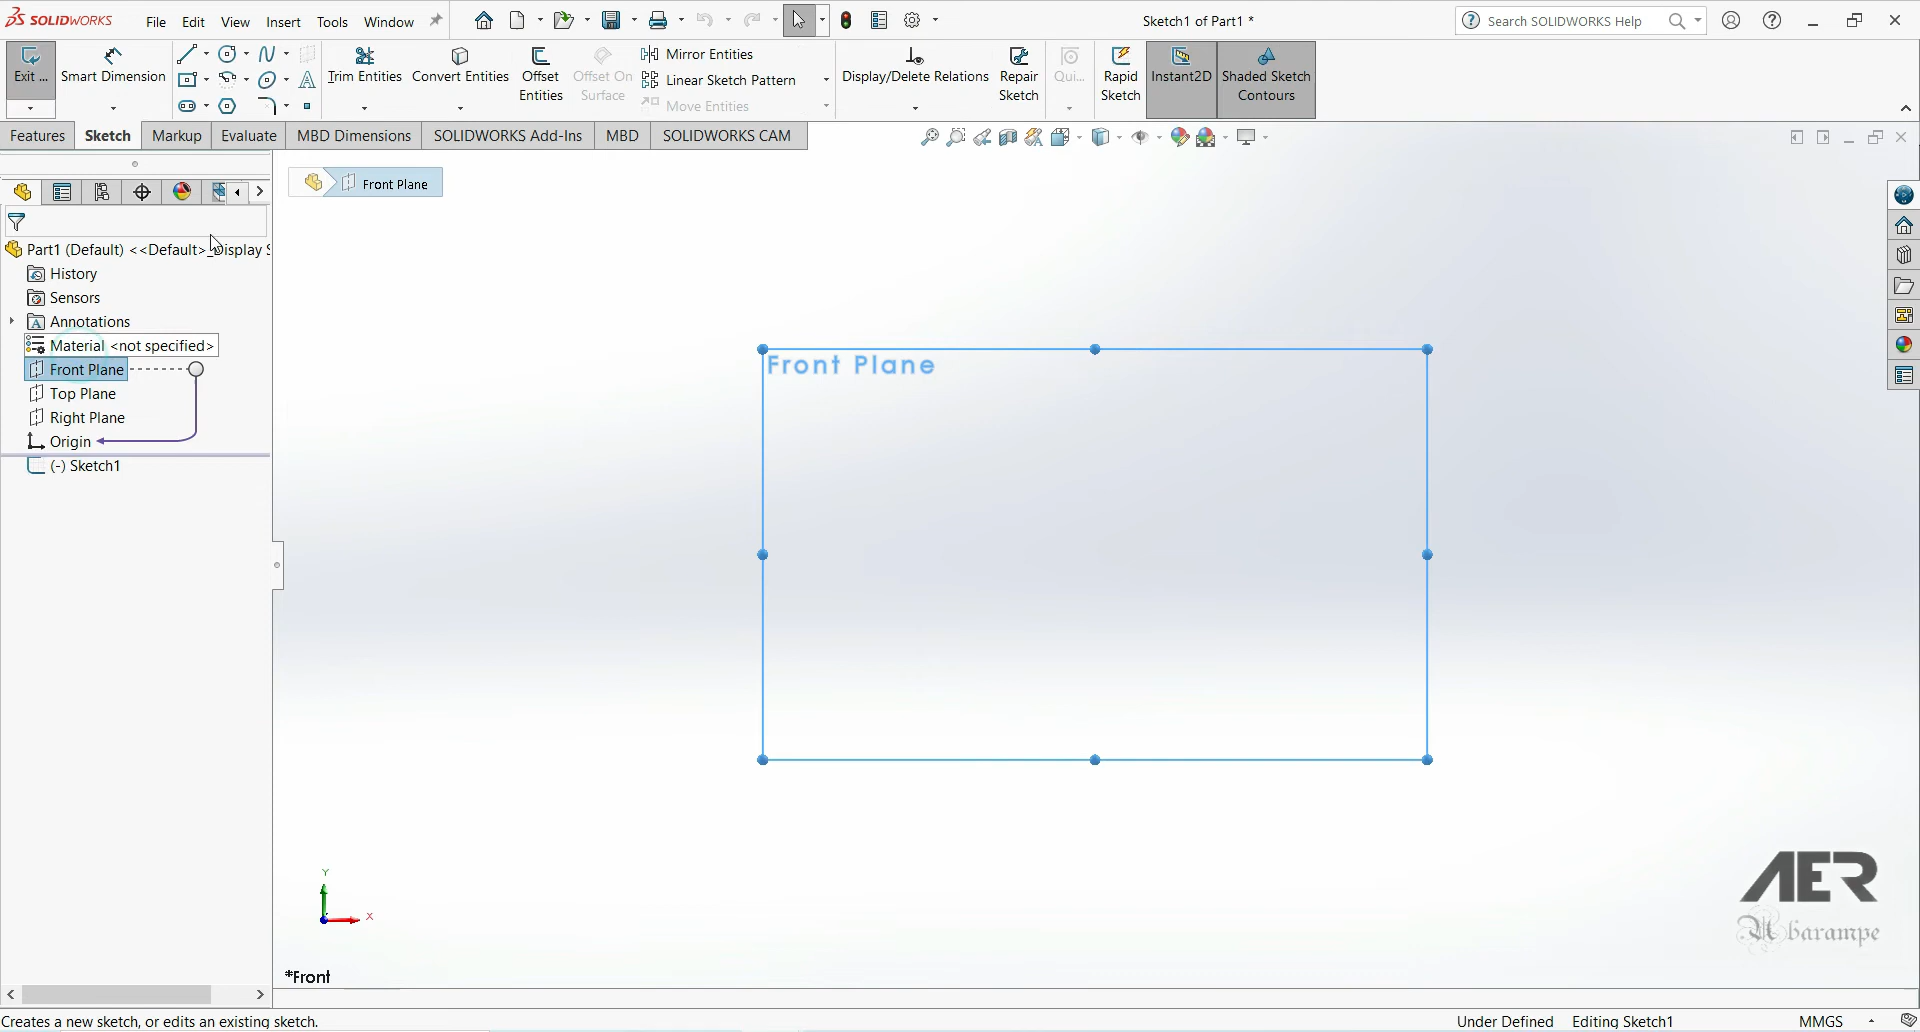 SOLIDWORKS File Edit View Insert Tools Window Sketch1 of Part1 * Search SOLIDWORKS Help
Exit ... Smart Dimension Trim Entities Convert Entities Offset Entities Offset On Surface Mirror Entities Linear Sketch Pattern Move Entities Display/Delete Relations Repair Sketch Qui... Rapid Sketch Instant2D Shaded Sketch Contours
Features Sketch Markup Evaluate MBD Dimensions SOLIDWORKS Add-Ins MBD SOLIDWORKS CAM
Front Plane
Part1 (Default) <<Default>_Display S
History
Sensors
Annotations
Material <not specified>
Front Plane
Top Plane
Right Plane
Origin
(-) Sketch1
Front Plane
Y
X
*Front
AER
Abarampe
Creates a new sketch, or edits an existing sketch. Under Defined Editing Sketch1 MMGS